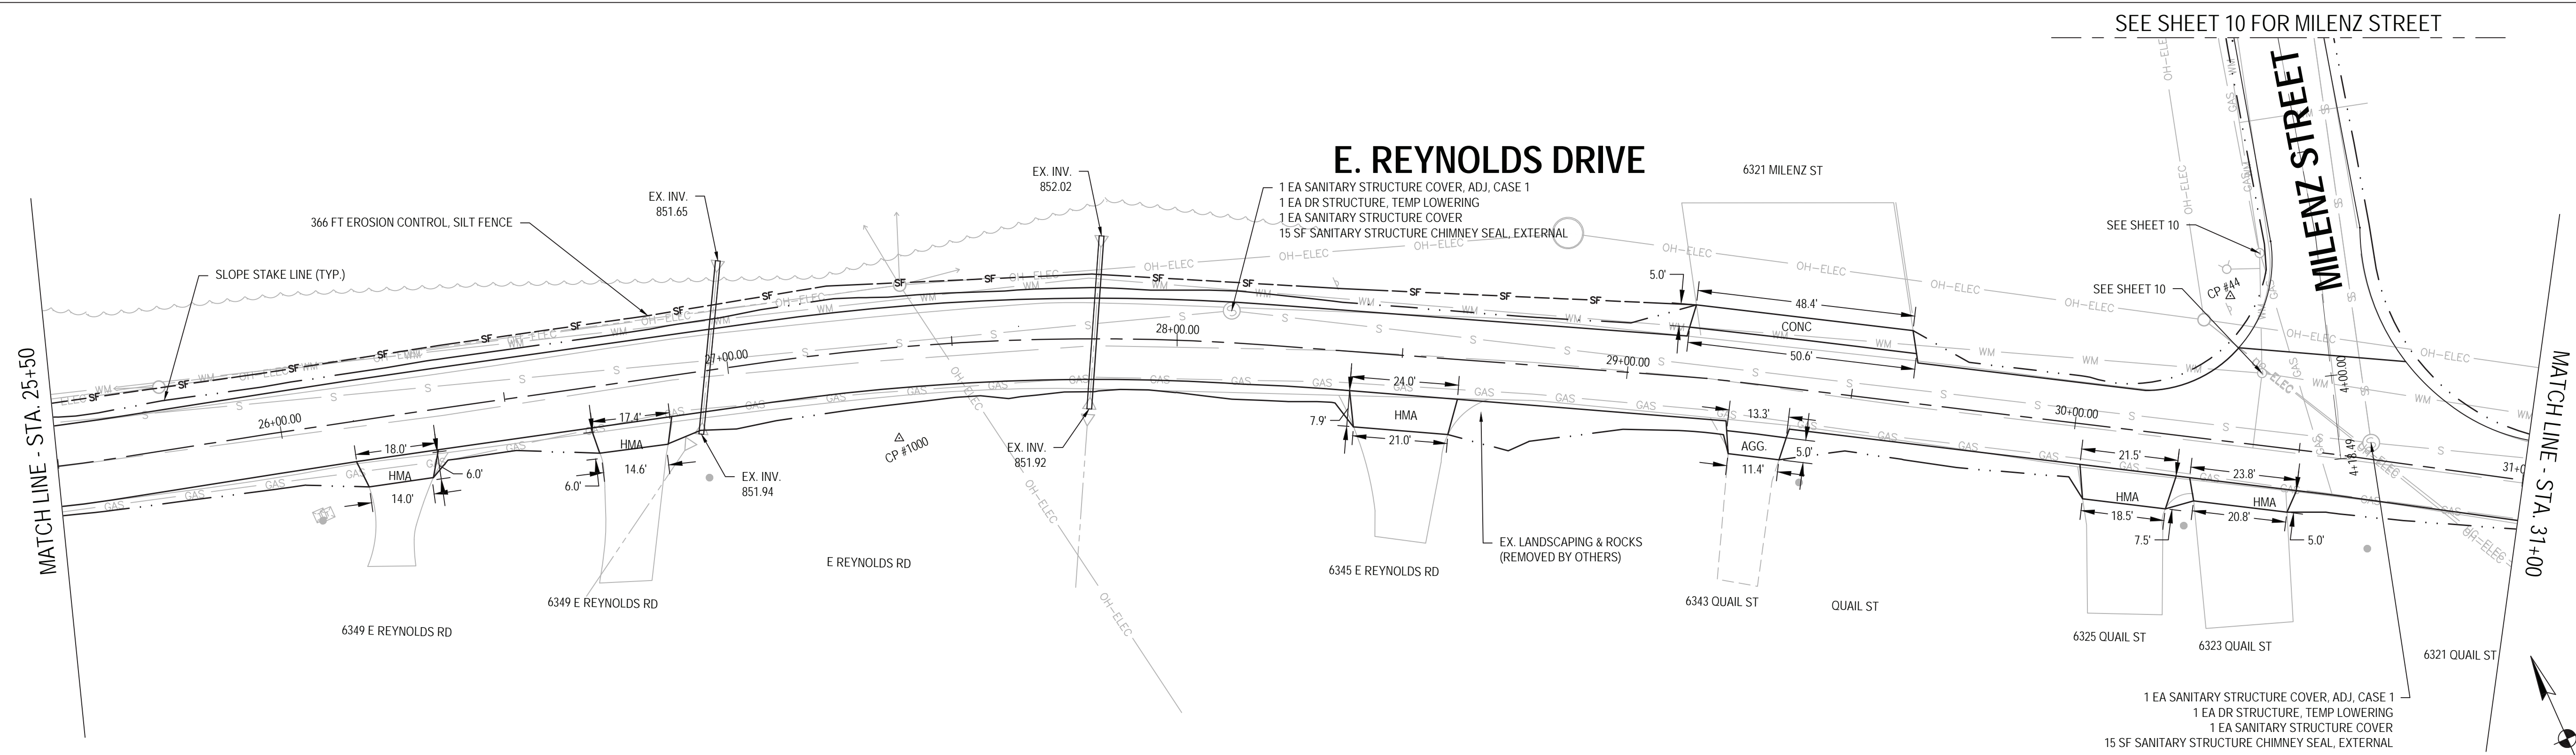 SEE SHEET 10 FOR MILENZ STREET
MILENZ STREET
E. REYNOLDS DRIVE
6321 MILENZ ST
EX. INV.
852.02
EX. INV.
851.65
1 EA SANITARY STRUCTURE COVER, ADJ, CASE 1
1 EA DR STRUCTURE, TEMP LOWERING
1 EA SANITARY STRUCTURE COVER
15 SF SANITARY STRUCTURE CHIMNEY SEAL, EXTERNAL
366 FT EROSION CONTROL, SILT FENCE
SLOPE STAKE LINE (TYP.)
SEE SHEET 10
SEE SHEET 10
CP #44
MATCH LINE - STA. 25+50
MATCH LINE - STA. 31+00
26+00.00
27+00.00
28+00.00
29+00.00
30+00.00
4+00.00
4+18.49
5.0'
48.4'
CONC
50.6'
18.0'
HMA
14.0'
6.0'
17.4'
HMA
14.6'
6.0'
EX. INV.
851.94
CP #1000
EX. INV.
851.92
24.0'
HMA
7.9'
21.0'
13.3'
AGG.
5.0'
11.4'
21.5'
HMA
18.5'
7.5'
23.8'
HMA
20.8'
5.0'
EX. LANDSCAPING & ROCKS
(REMOVED BY OTHERS)
6349 E REYNOLDS RD
6349 E REYNOLDS RD
E REYNOLDS RD
6345 E REYNOLDS RD
6343 QUAIL ST
QUAIL ST
6325 QUAIL ST
6323 QUAIL ST
6321 QUAIL ST
1 EA SANITARY STRUCTURE COVER, ADJ, CASE 1
1 EA DR STRUCTURE, TEMP LOWERING
1 EA SANITARY STRUCTURE COVER
15 SF SANITARY STRUCTURE CHIMNEY SEAL, EXTERNAL
SF
OH-ELEC
WM
GAS
S
UG-ELEC